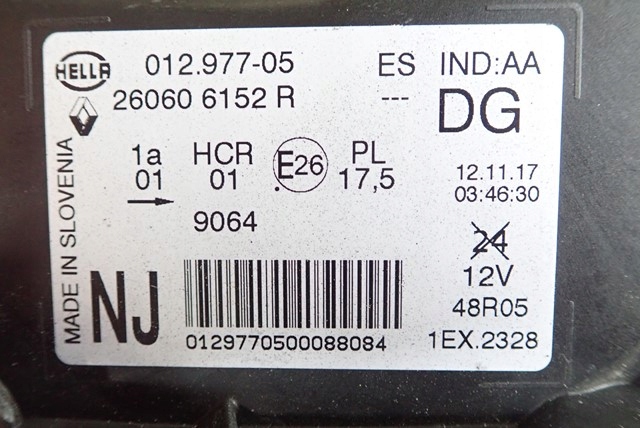 HELLA 012.977-05 ES IND:AA
26060 6152 R --- DG
1a HCR E26 PL 12.11.17
01 01 17,5 03:46:30
9064
24
12V
48R05
MADE IN SLOVENIA
NJ
0129770500088084 1EX.2328